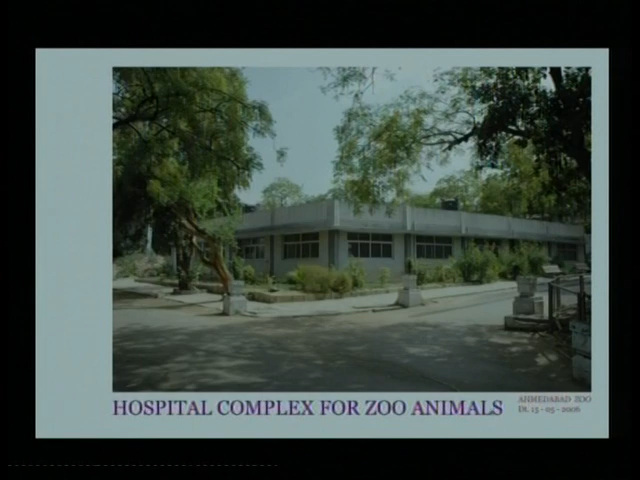 HOSPITAL COMPLEX FOR ZOO ANIMALS
AHMEDABAD ZOO
Dt. 13 - 05 - 2006